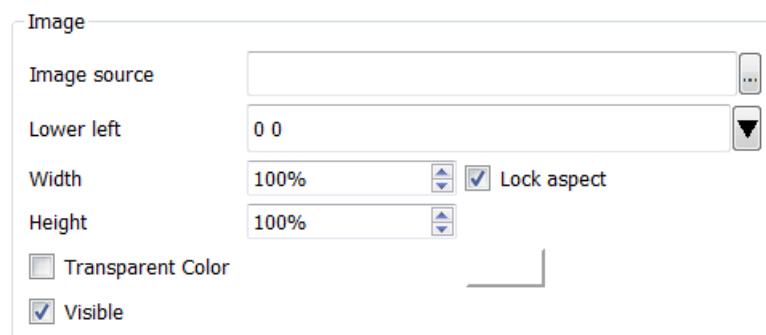 Image
Image source ...
Lower left 0 0
Width 100% Lock aspect
Height 100%
Transparent Color
Visible